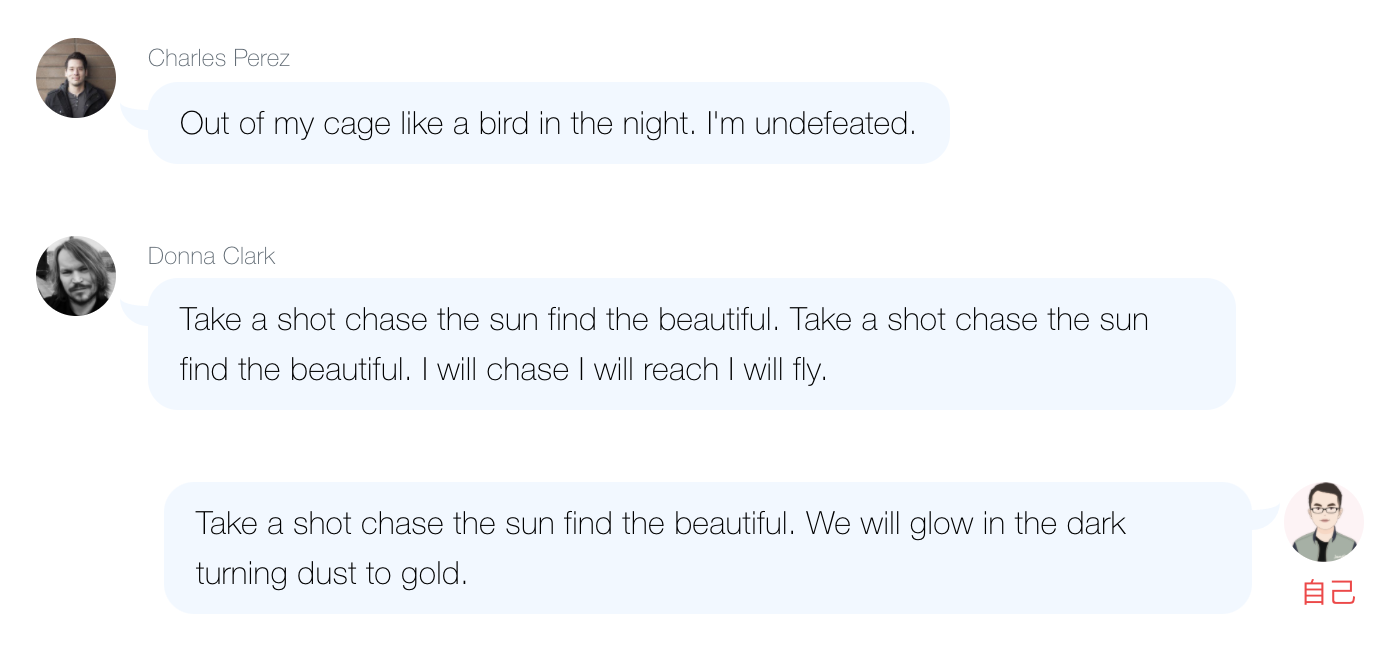 Charles Perez
Out of my cage like a bird in the night. I'm undefeated.
Donna Clark
Take a shot chase the sun find the beautiful. Take a shot chase the sun
find the beautiful. I will chase I will reach I will fly.
Take a shot chase the sun find the beautiful. We will glow in the dark
turning dust to gold.
自己